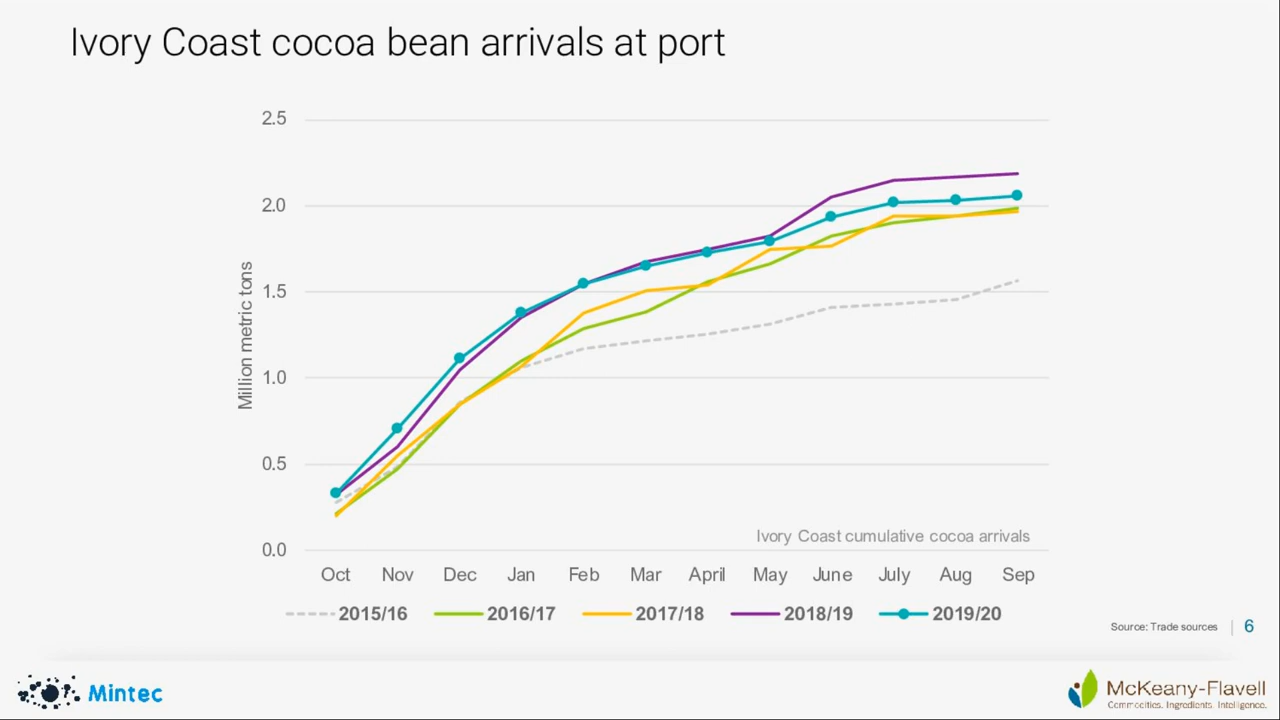 Ivory Coast cocoa bean arrivals at port
2.5
2.0
1.5
1.0
0.5
0.0
Million metric tons
Ivory Coast cumulative cocoa arrivals
Oct Nov Dec Jan Feb Mar April May June July Aug Sep
2015/16 2016/17 2017/18 2018/19 2019/20
Source: Trade sources | 6
Mintec
McKeany-Flavell
Commodities. Ingredients. Intelligence.